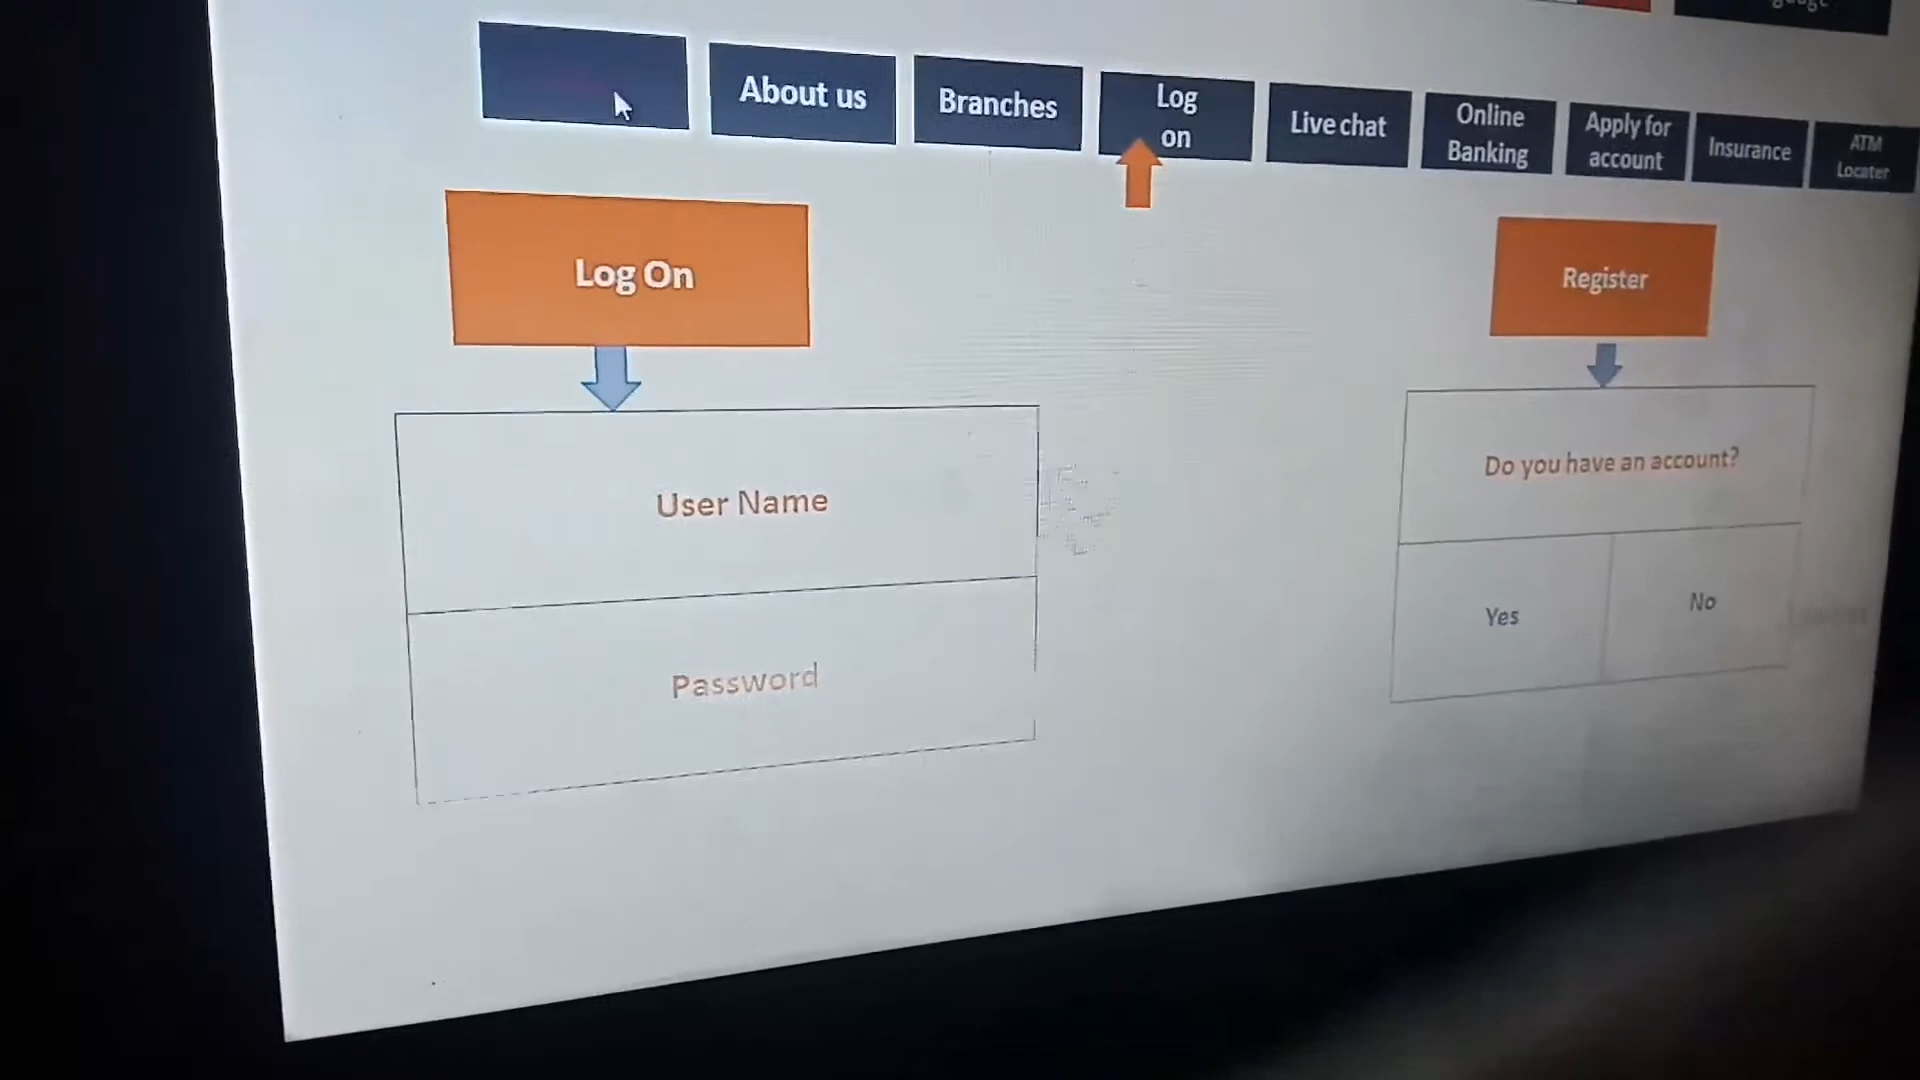 About us
Branches
Log
on
Live chat
Online
Banking
Apply for
account
Insurance
ATM
Locater
Log On
Register
User Name
Do you have an account?
Yes
No
Password